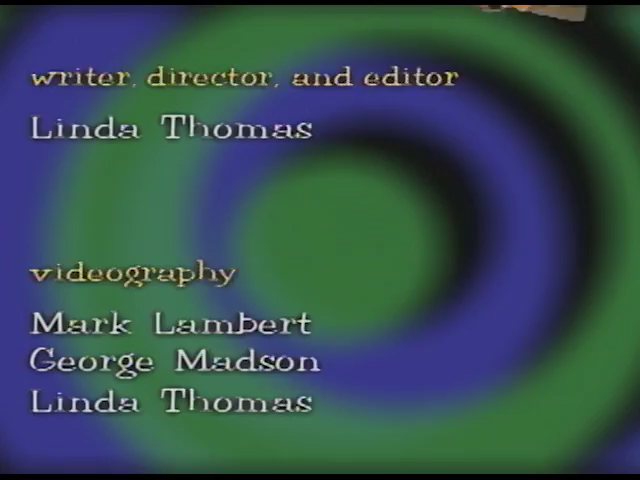 writer, director, and editor
Linda Thomas
videography
Mark Lambert
George Madson
Linda Thomas